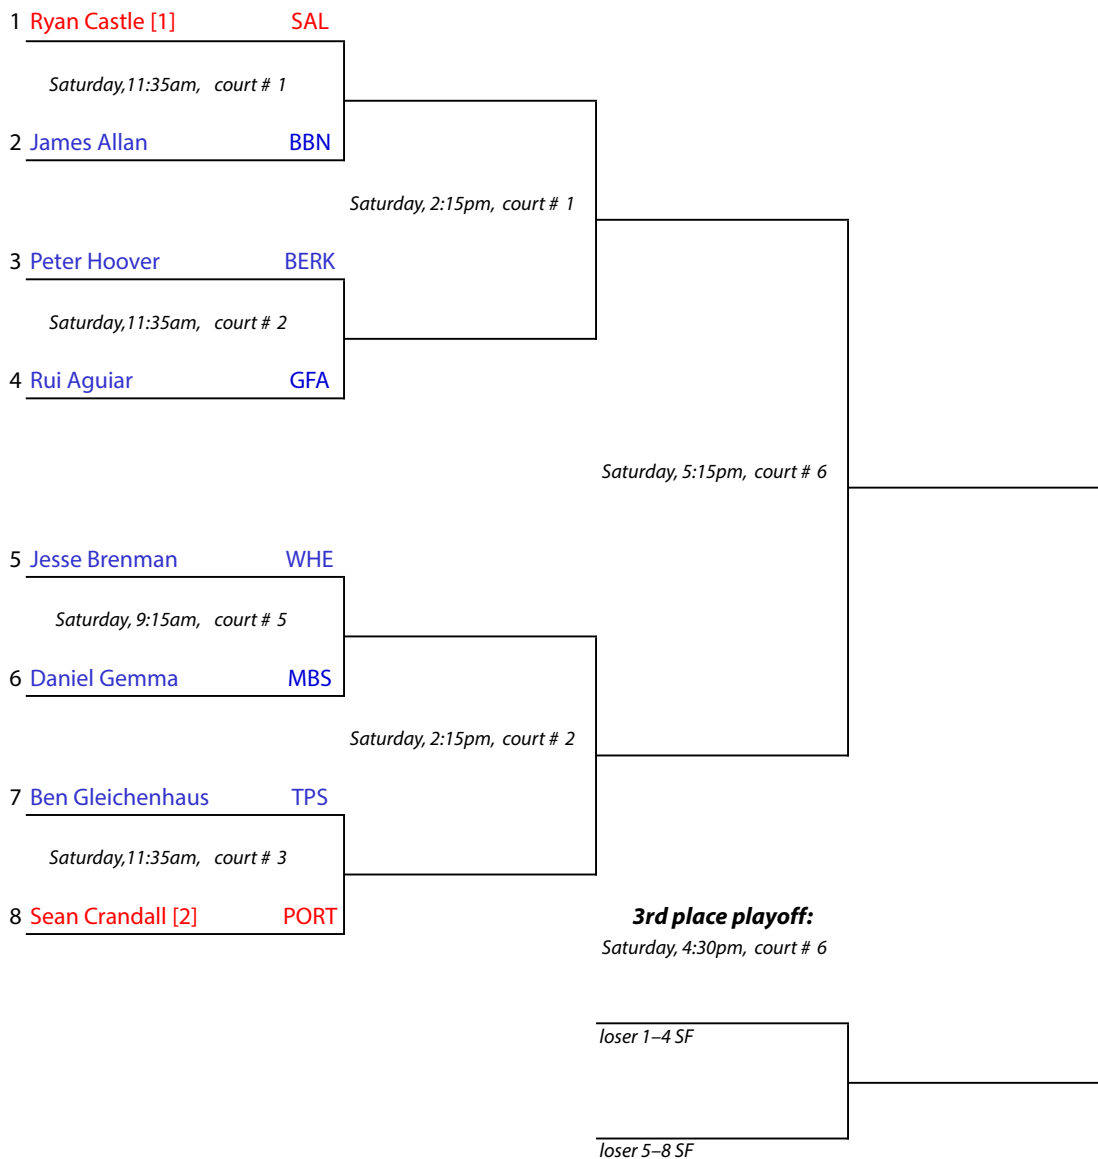 1 Ryan Castle [1] SAL
Saturday,11:35am, court # 1
2 James Allan BBN
Saturday, 2:15pm, court # 1
3 Peter Hoover BERK
Saturday,11:35am, court # 2
4 Rui Aguiar GFA
Saturday, 5:15pm, court # 6
5 Jesse Brenman WHE
Saturday, 9:15am, court # 5
6 Daniel Gemma MBS
Saturday, 2:15pm, court # 2
7 Ben Gleichenhaus TPS
Saturday,11:35am, court # 3
8 Sean Crandall [2] PORT
3rd place playoff:
Saturday, 4:30pm, court # 6
loser 1–4 SF
loser 5–8 SF